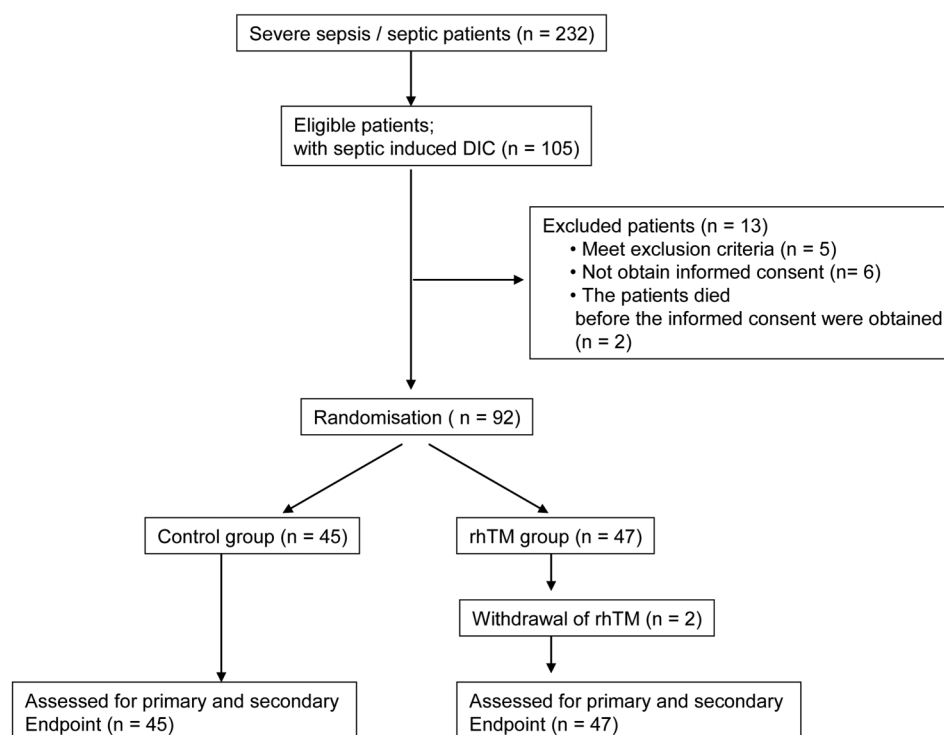 Severe sepsis / septic patients (n = 232)
Eligible patients;
with septic induced DIC (n = 105)
Excluded patients (n = 13)
• Meet exclusion criteria (n = 5)
• Not obtain informed consent (n= 6)
• The patients died
before the informed consent were obtained
(n = 2)
Randomisation ( n = 92)
Control group (n = 45)
rhTM group (n = 47)
Withdrawal of rhTM (n = 2)
Assessed for primary and secondary
Endpoint (n = 45)
Assessed for primary and secondary
Endpoint (n = 47)